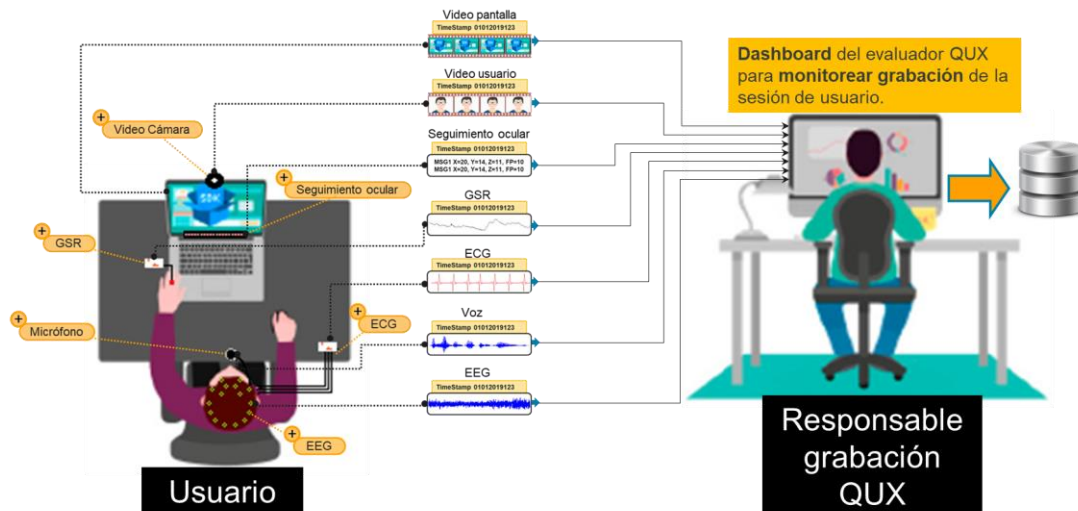 Video pantalla
TimeStamp 01012019123
Video usuario
TimeStamp 01012019123
Seguimiento ocular
TimeStamp 01012019123
MSG1 X=20, Y=14, Z=11, FP=10
MSG1 X=20, Y=14, Z=11, FP=10
GSR
TimeStamp 01012019123
ECG
TimeStamp 01012019123
Voz
TimeStamp 01012019123
EEG
TimeStamp 01012019123
+
Video Cámara
+
Seguimiento ocular
SDK
+
GSR
+
Micrófono
+
ECG
+
EEG
Usuario
Dashboard del evaluador QUX
para monitorear grabación de la
sesión de usuario.
Responsable
grabación
QUX